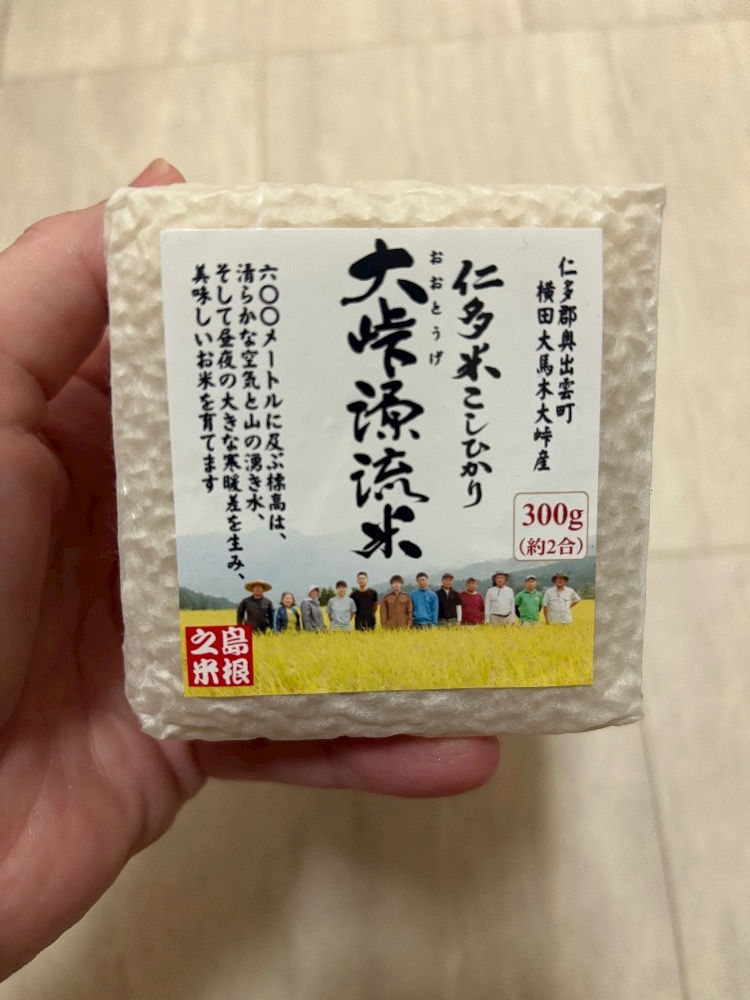 仁多郡奥出雲町
横田大馬木大峠産
仁多米こしひかり
おおとうげ
大峠源流米
六〇〇メートルに及ぶ標高は、
清らかな空気と山の湧き水、
そして昼夜の大きな寒暖差を生み、
美味しいお米を育てます
300g
(約2合)
島根
之米